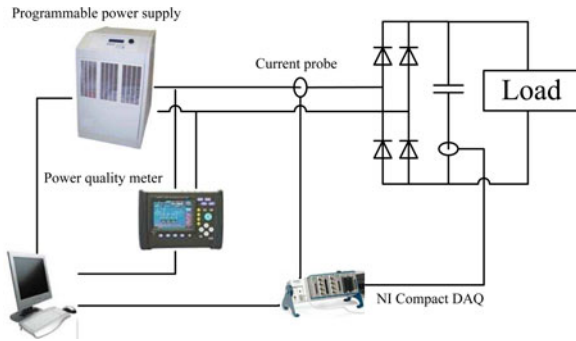 Programmable power supply
Current probe
Load
Power quality meter
NI Compact DAQ